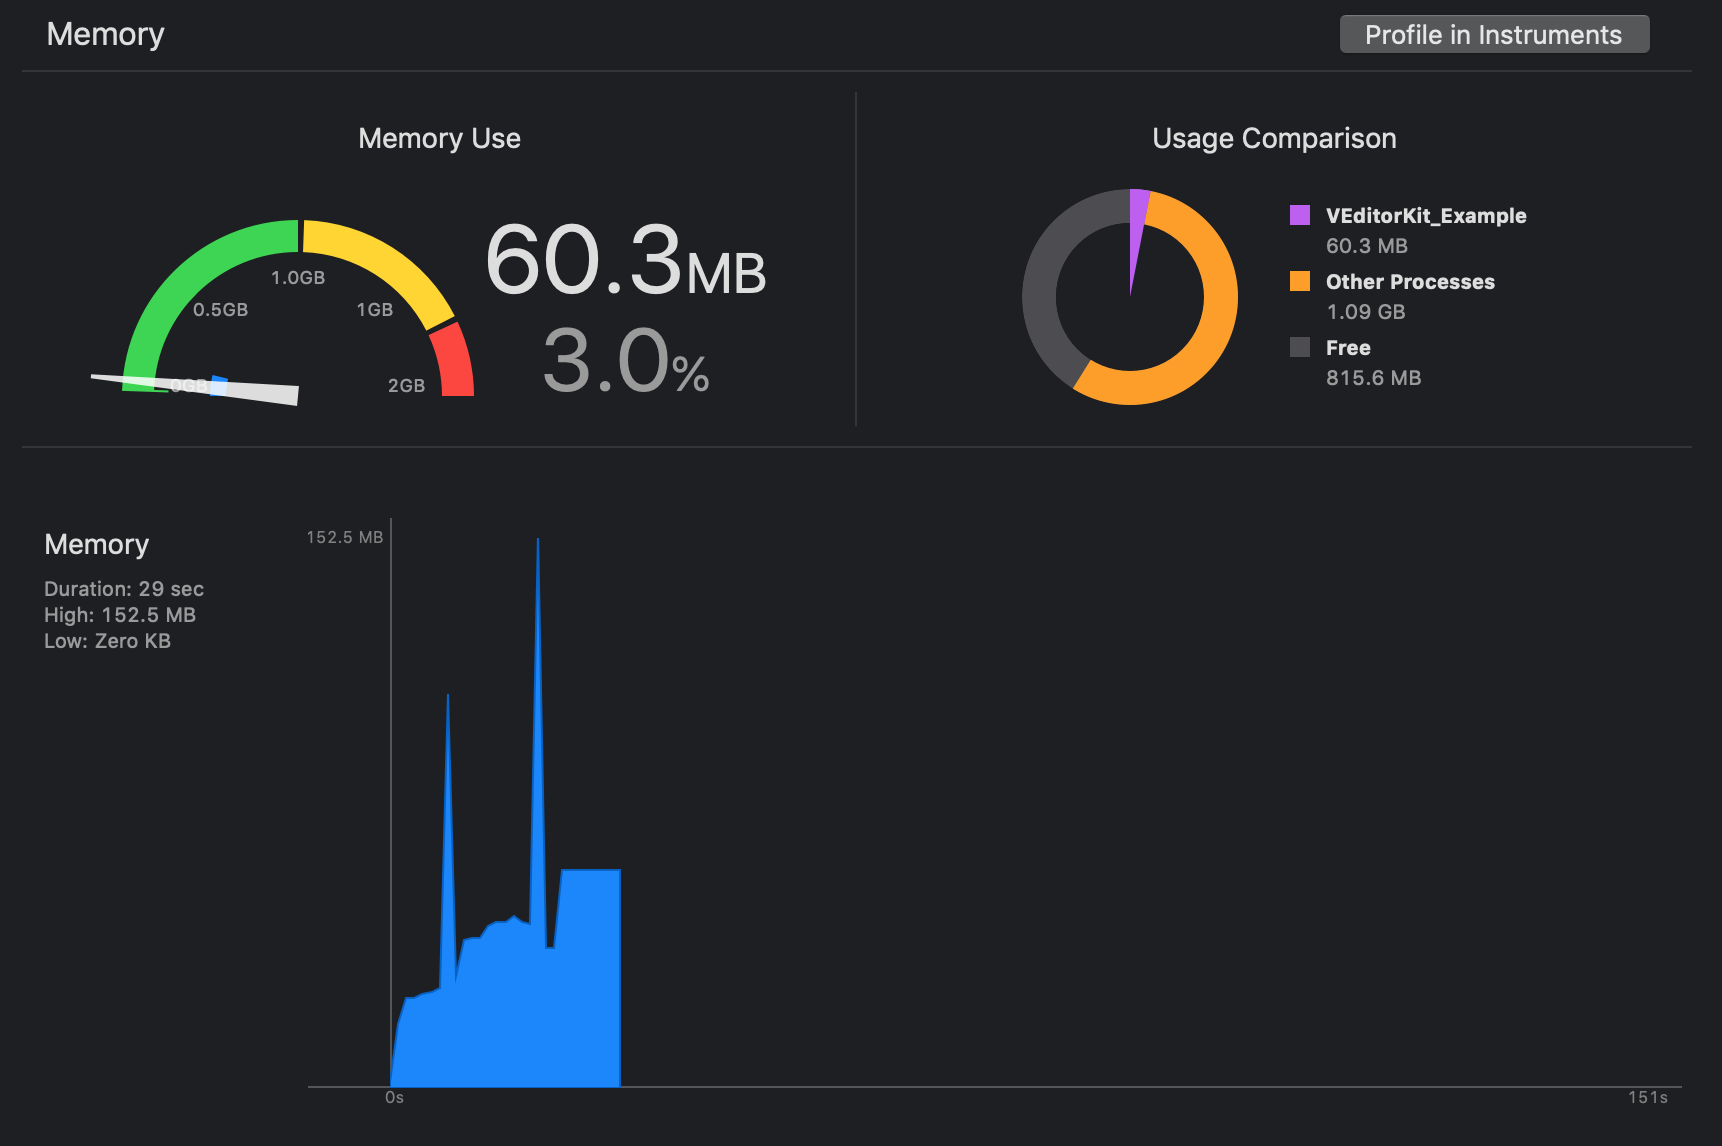 Memory
Profile in Instruments
Memory Use
Usage Comparison
0GB
0.5GB
1.0GB
1GB
2GB
60.3MB
3.0%
VEditorKit_Example
60.3 MB
Other Processes
1.09 GB
Free
815.6 MB
Memory
Duration: 29 sec
High: 152.5 MB
Low: Zero KB
152.5 MB
0s
151s